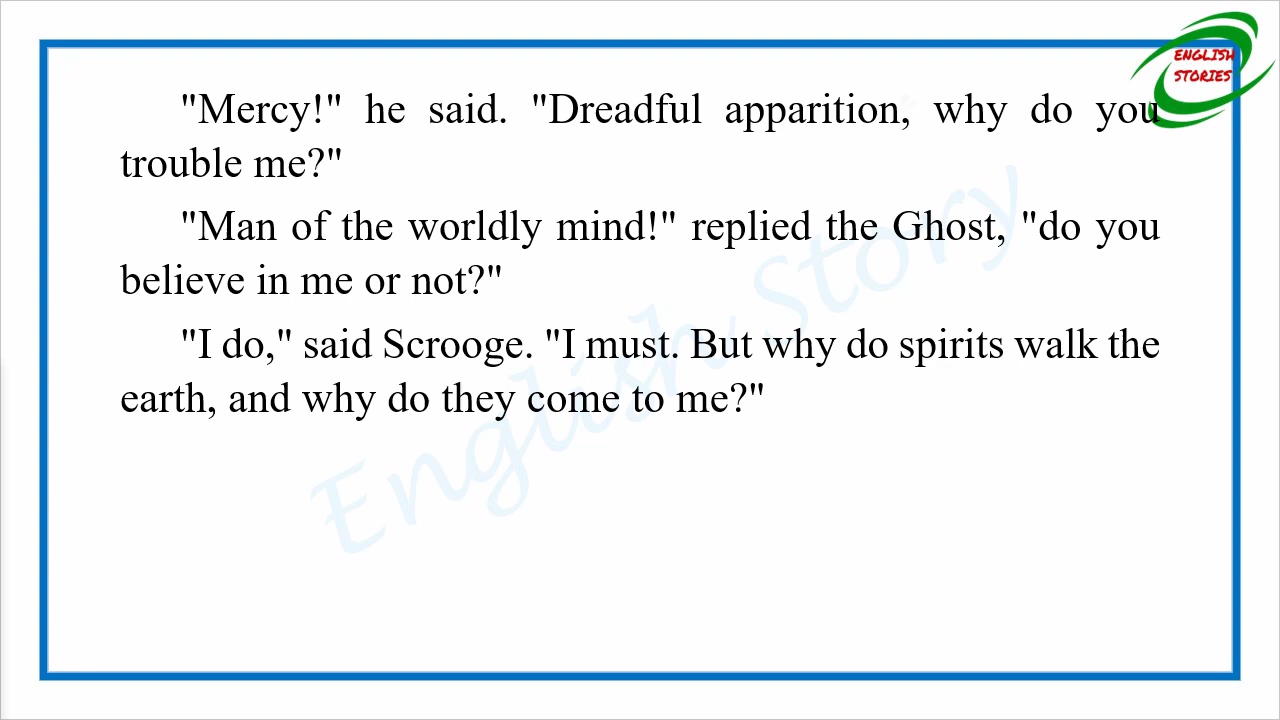 ENGLISH
STORIES
"Mercy!" he said. "Dreadful apparition, why do you
trouble me?"
"Man of the worldly mind!" replied the Ghost, "do you
believe in me or not?"
"I do," said Scrooge. "I must. But why do spirits walk the
earth, and why do they come to me?"
English Story